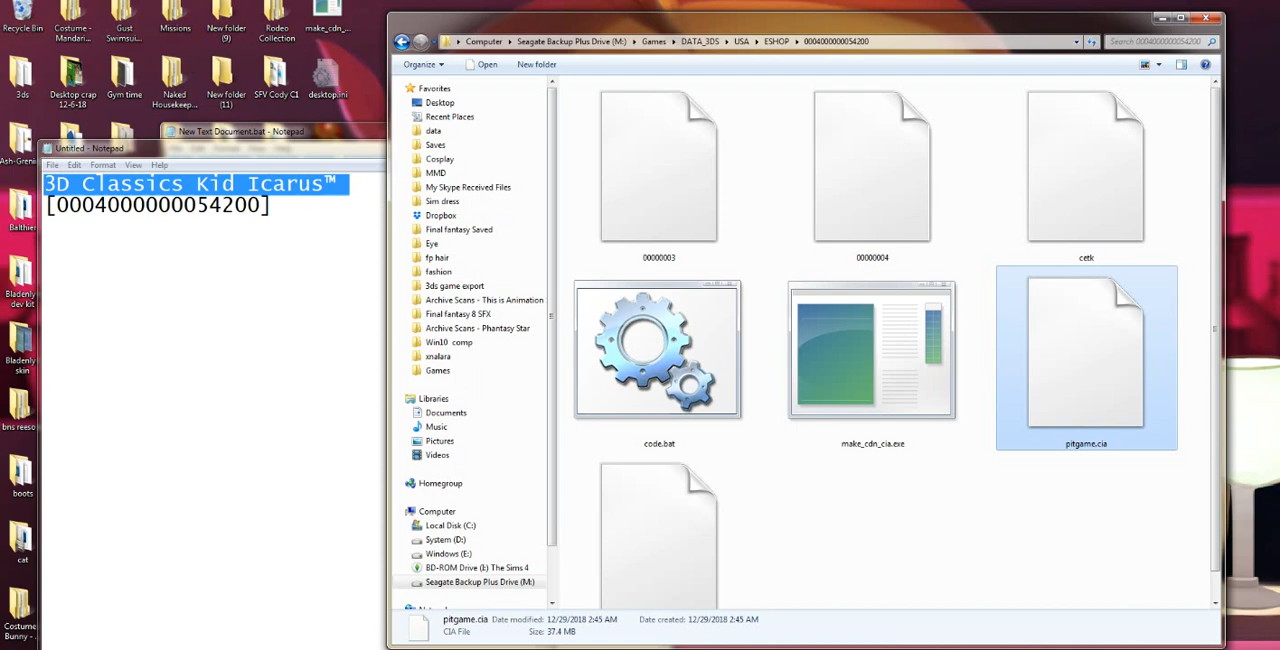 Recycle Bin
Costume - Mandari...
Gust Swimsui...
Missions
New folder (9)
Rodeo Collection
make_cdn_...
3ds
Desktop crap 12-6-18
Gym time
Naked Housekeep...
New folder (11)
SFV Cody C1
desktop.ini
Ash-Greni...
Balthier
Bladenly dev kit
Bladenly skin
bns reeso...
boots
cat
Costume Bunny - ...
New Text Document.bat - Notepad
Untitled - Notepad
File Edit Format View Help
3D Classics Kid Icarus™
[0004000000054200]
Computer Seagate Backup Plus Drive (M:) Games DATA_3DS USA ESHOP 0004000000054200
Search 0004000000054200
Organize Open New folder
Favorites
Desktop
Recent Places
data
Saves
Cosplay
MMD
My Skype Received Files
Sim dress
Dropbox
Final fantasy Saved
Eye
fp hair
fashion
3ds game export
Archive Scans - This is Animation
Final fantasy 8 SFX
Archive Scans - Phantasy Star
Win10 comp
xnalara
Games
Libraries
Documents
Music
Pictures
Videos
Homegroup
Computer
Local Disk (C:)
System (D:)
Windows (E:)
BD-ROM Drive (I:) The Sims 4
Seagate Backup Plus Drive (M:)
00000003
00000004
cetk
code.bat
make_cdn_cia.exe
pitgame.cia
pitgame.cia Date modified: 12/29/2018 2:45 AM Date created: 12/29/2018 2:45 AM
CIA File Size: 37.4 MB